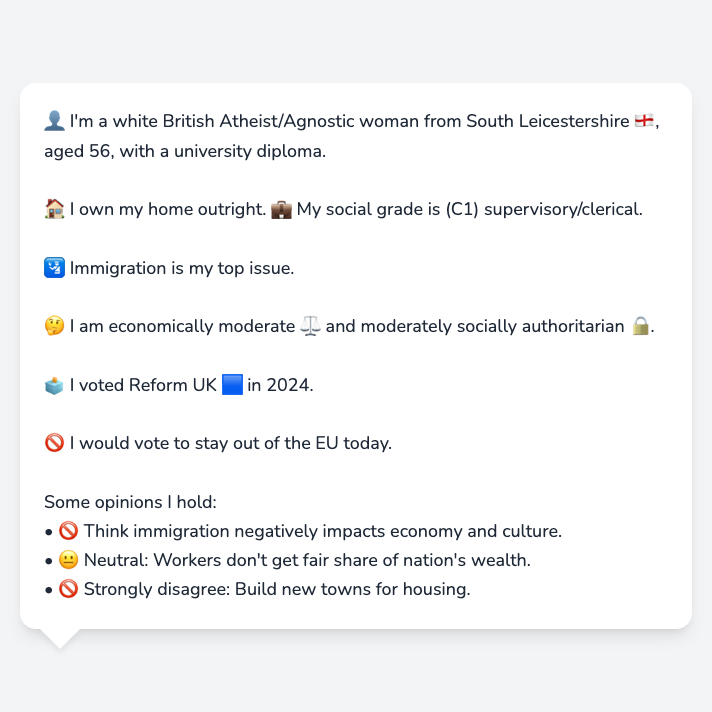 👤 I'm a white British Atheist/Agnostic woman from South Leicestershire 🏴󠁧󠁢󠁥󠁮󠁧󠁿,
aged 56, with a university diploma.
🏠 I own my home outright. 💼 My social grade is (C1) supervisory/clerical.
🛂 Immigration is my top issue.
🤔 I am economically moderate ⚖️ and moderately socially authoritarian 🔒.
🗳️ I voted Reform UK 🟦 in 2024.
🚫 I would vote to stay out of the EU today.
Some opinions I hold:
• 🚫 Think immigration negatively impacts economy and culture.
• 😐 Neutral: Workers don't get fair share of nation's wealth.
• 🚫 Strongly disagree: Build new towns for housing.